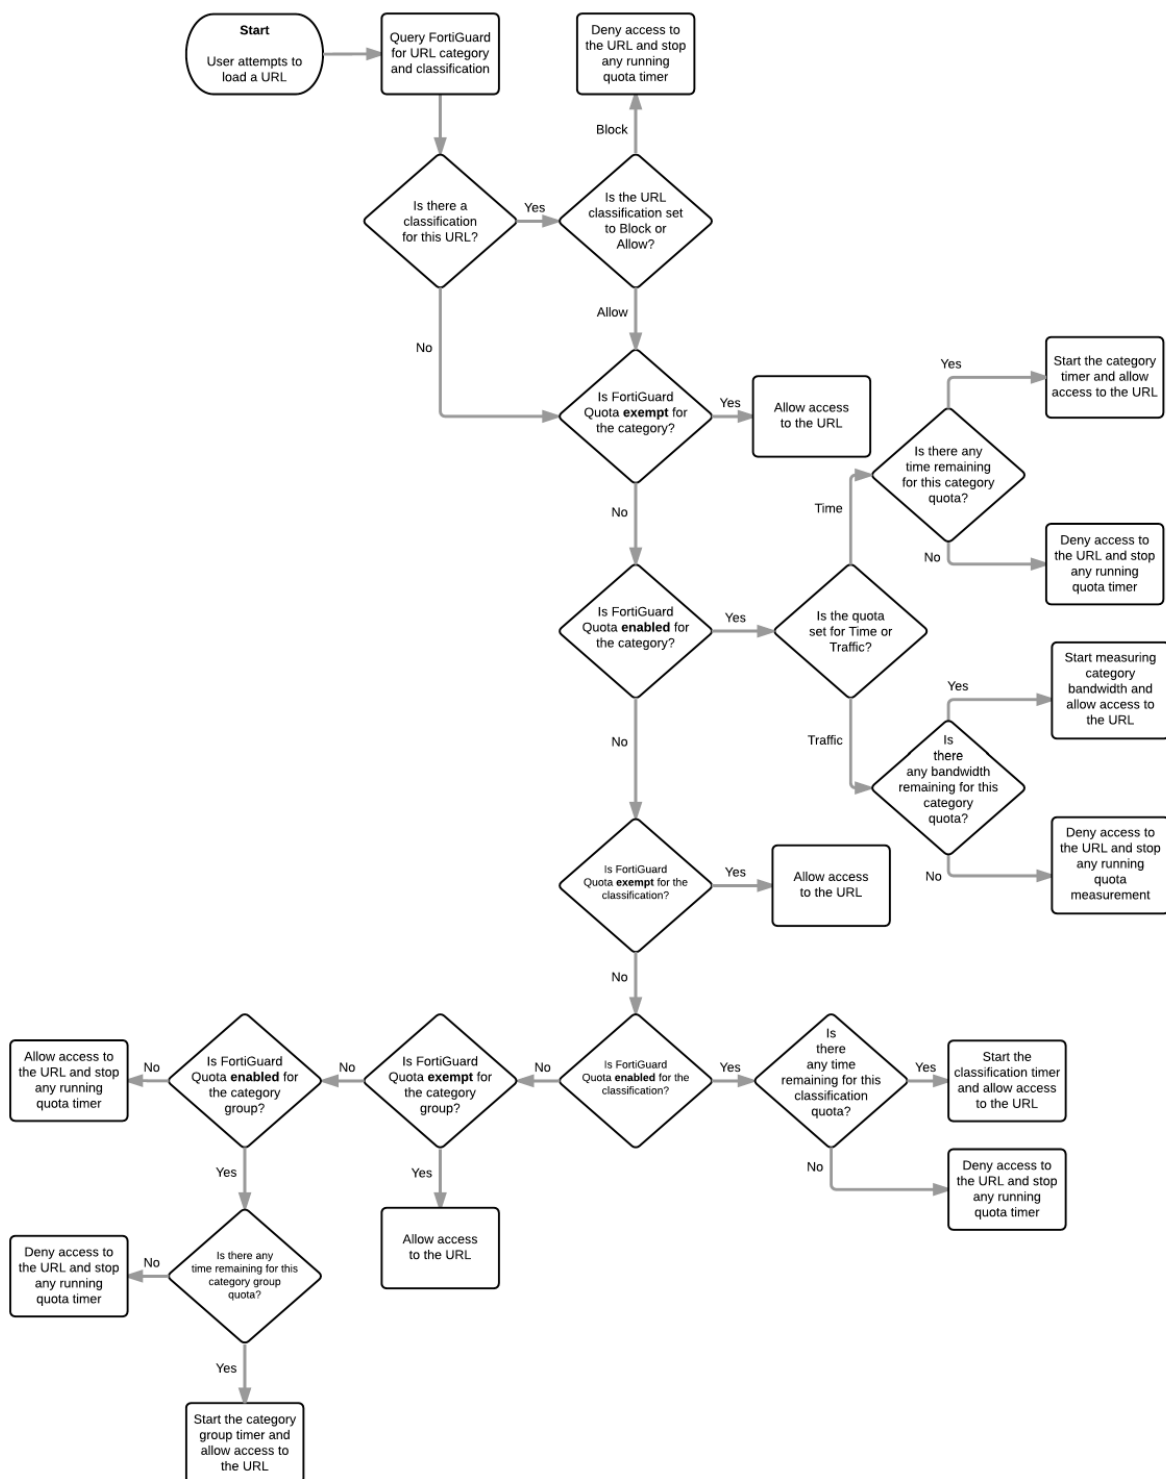 Start
User attempts to
load a URL
Query FortiGuard
for URL category
and classification
Deny access to
the URL and stop
any running
quota timer
Block
Is there a
classification
for this URL?
Yes
Is the URL
classification set
to Block or
Allow?
Allow
No
Is FortiGuard
Quota exempt for
the category?
Yes
Allow access
to the URL
Yes
Start the category
timer and allow
access to the URL
Is there any
time remaining
for this category
quota?
No
Time
No
Deny access to
the URL and stop
any running
quota timer
Is FortiGuard
Quota enabled for
the category?
Yes
Is the quota
set for Time or
Traffic?
Yes
Start measuring
category
bandwidth and
allow access to
the URL
No
Traffic
Is
there
any bandwidth
remaining for this
category
quota?
No
Deny access to
the URL and stop
any running
quota
measurement
Is FortiGuard
Quota exempt for the
classification?
Yes
Allow access
to the URL
No
Allow access to
the URL and stop
any running
quota timer
No
Is FortiGuard
Quota enabled for
the category
group?
No
Is FortiGuard
Quota exempt for
the category
group?
No
Is FortiGuard
Quota enabled for the
classification?
Yes
Is
there
any time
remaining for this
classification
quota?
Yes
Start the
classification timer
and allow access
to the URL
Yes
Yes
No
Deny access to
the URL and stop
any running
quota timer
Allow access
to the URL
Deny access to
the URL and stop
any running
quota timer
No
Is there any
time remaining for this
category group
quota?
Yes
Start the category
group timer and
allow access to
the URL